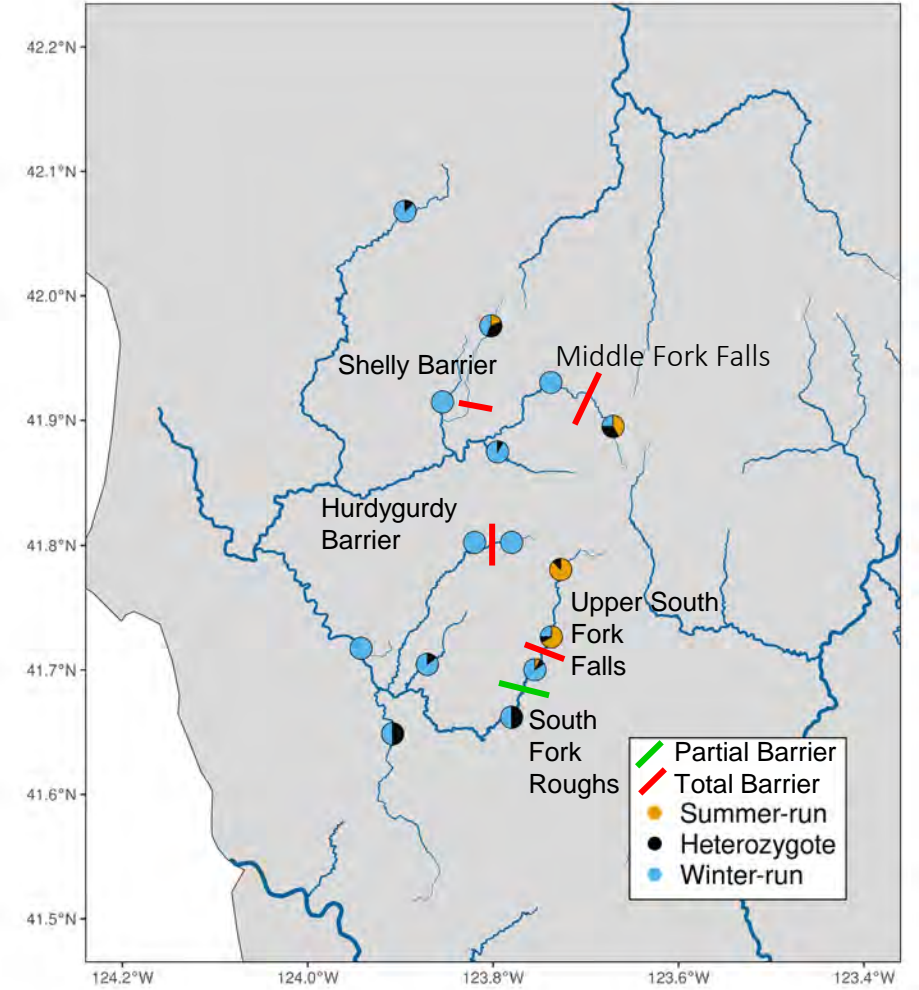 42.2°N
42.1°N
42.0°N
41.9°N
41.8°N
41.7°N
41.6°N
41.5°N
Shelly Barrier
Middle Fork Falls
Hurdygurdy
Barrier
Upper South
Fork
Falls
South
Fork
Roughs
Partial Barrier
Total Barrier
Summer-run
Heterozygote
Winter-run
124.2°W
124.0°W
123.8°W
123.6°W
123.4°W